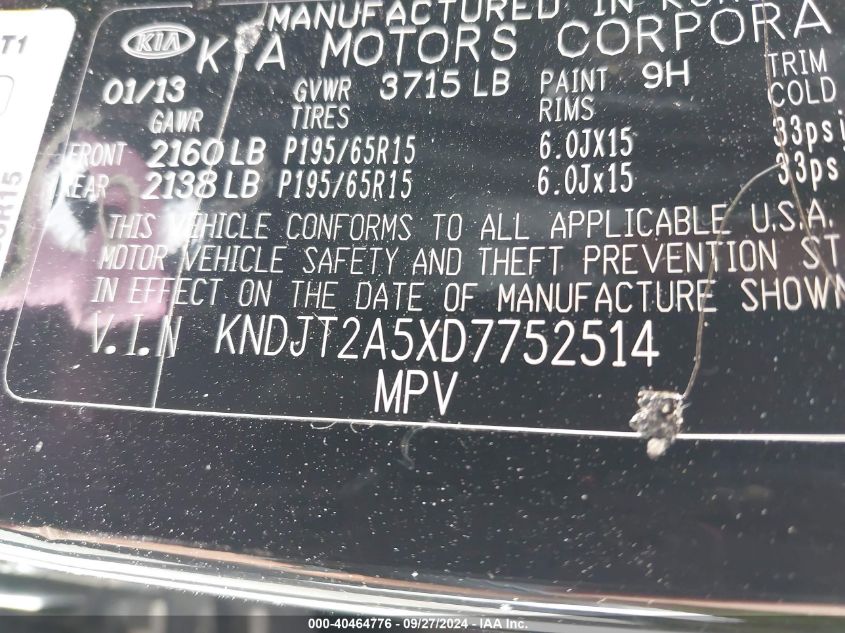 MANUFACTURED IN
KIA KIA MOTORS
01/13 GVWR 3715 LB PAINT 9H TRIM
GAWR TIRES RIMS COLD
FRONT 2160 LB P195/65R15 6.0JX15 33psi
2138 LB P195/65R15 6.0Jx15 33ps
THIS VEHICLE CONFORMS TO ALL APPLICABLE U.S.A.
MOTOR VEHICLE SAFETY AND THEFT PREVENTION ST
IN EFFECT ON THE DATE OF MANUFACTURE SHOWN
V.I.N KNDJT2A5XD7752514
MPV
T1
5R15
000-40464776 - 09/27/2024 - IAA Inc.